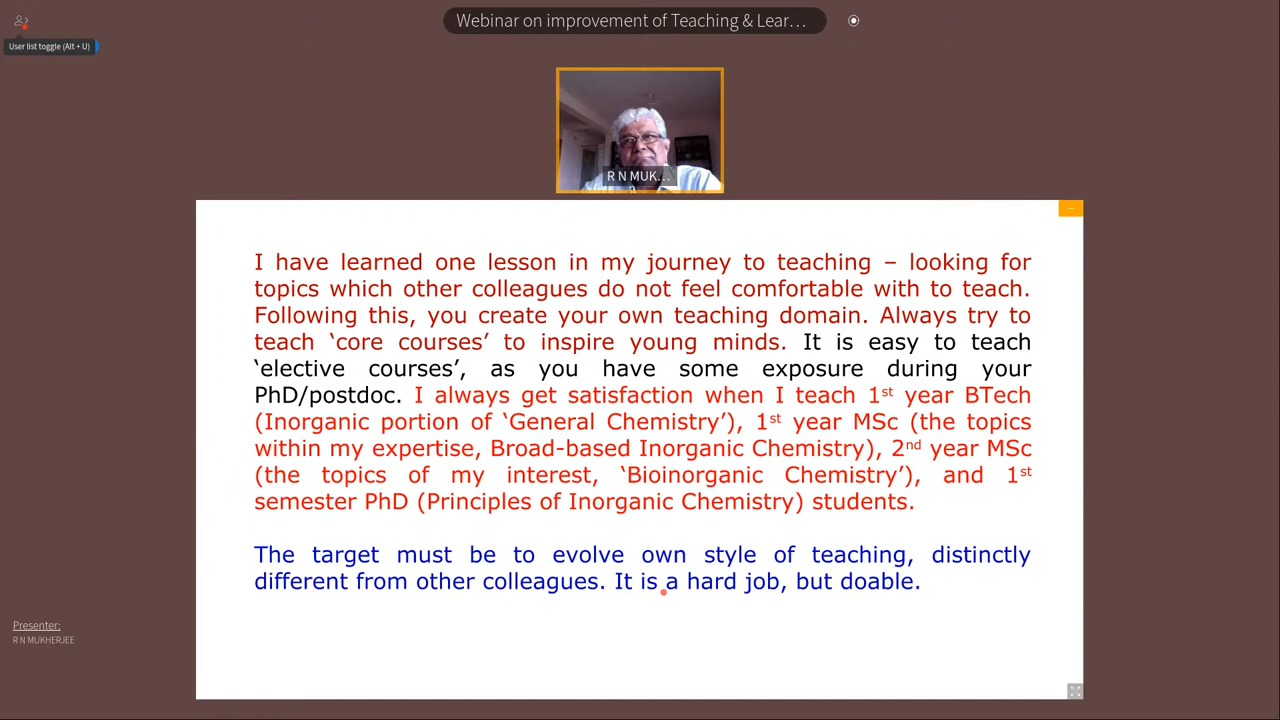 Webinar on improvement of Teaching & Lear…
User list toggle (Alt + U)
R N MUK…
I have learned one lesson in my journey to teaching – looking for
topics which other colleagues do not feel comfortable with to teach.
Following this, you create your own teaching domain. Always try to
teach ‘core courses’ to inspire young minds. It is easy to teach
‘elective courses’, as you have some exposure during your
PhD/postdoc. I always get satisfaction when I teach 1st year BTech
(Inorganic portion of ‘General Chemistry’), 1st year MSc (the topics
within my expertise, Broad-based Inorganic Chemistry), 2nd year MSc
(the topics of my interest, ‘Bioinorganic Chemistry’), and 1st
semester PhD (Principles of Inorganic Chemistry) students.
The target must be to evolve own style of teaching, distinctly
different from other colleagues. It is a hard job, but doable.
Presenter:
R N MUKHERJEE